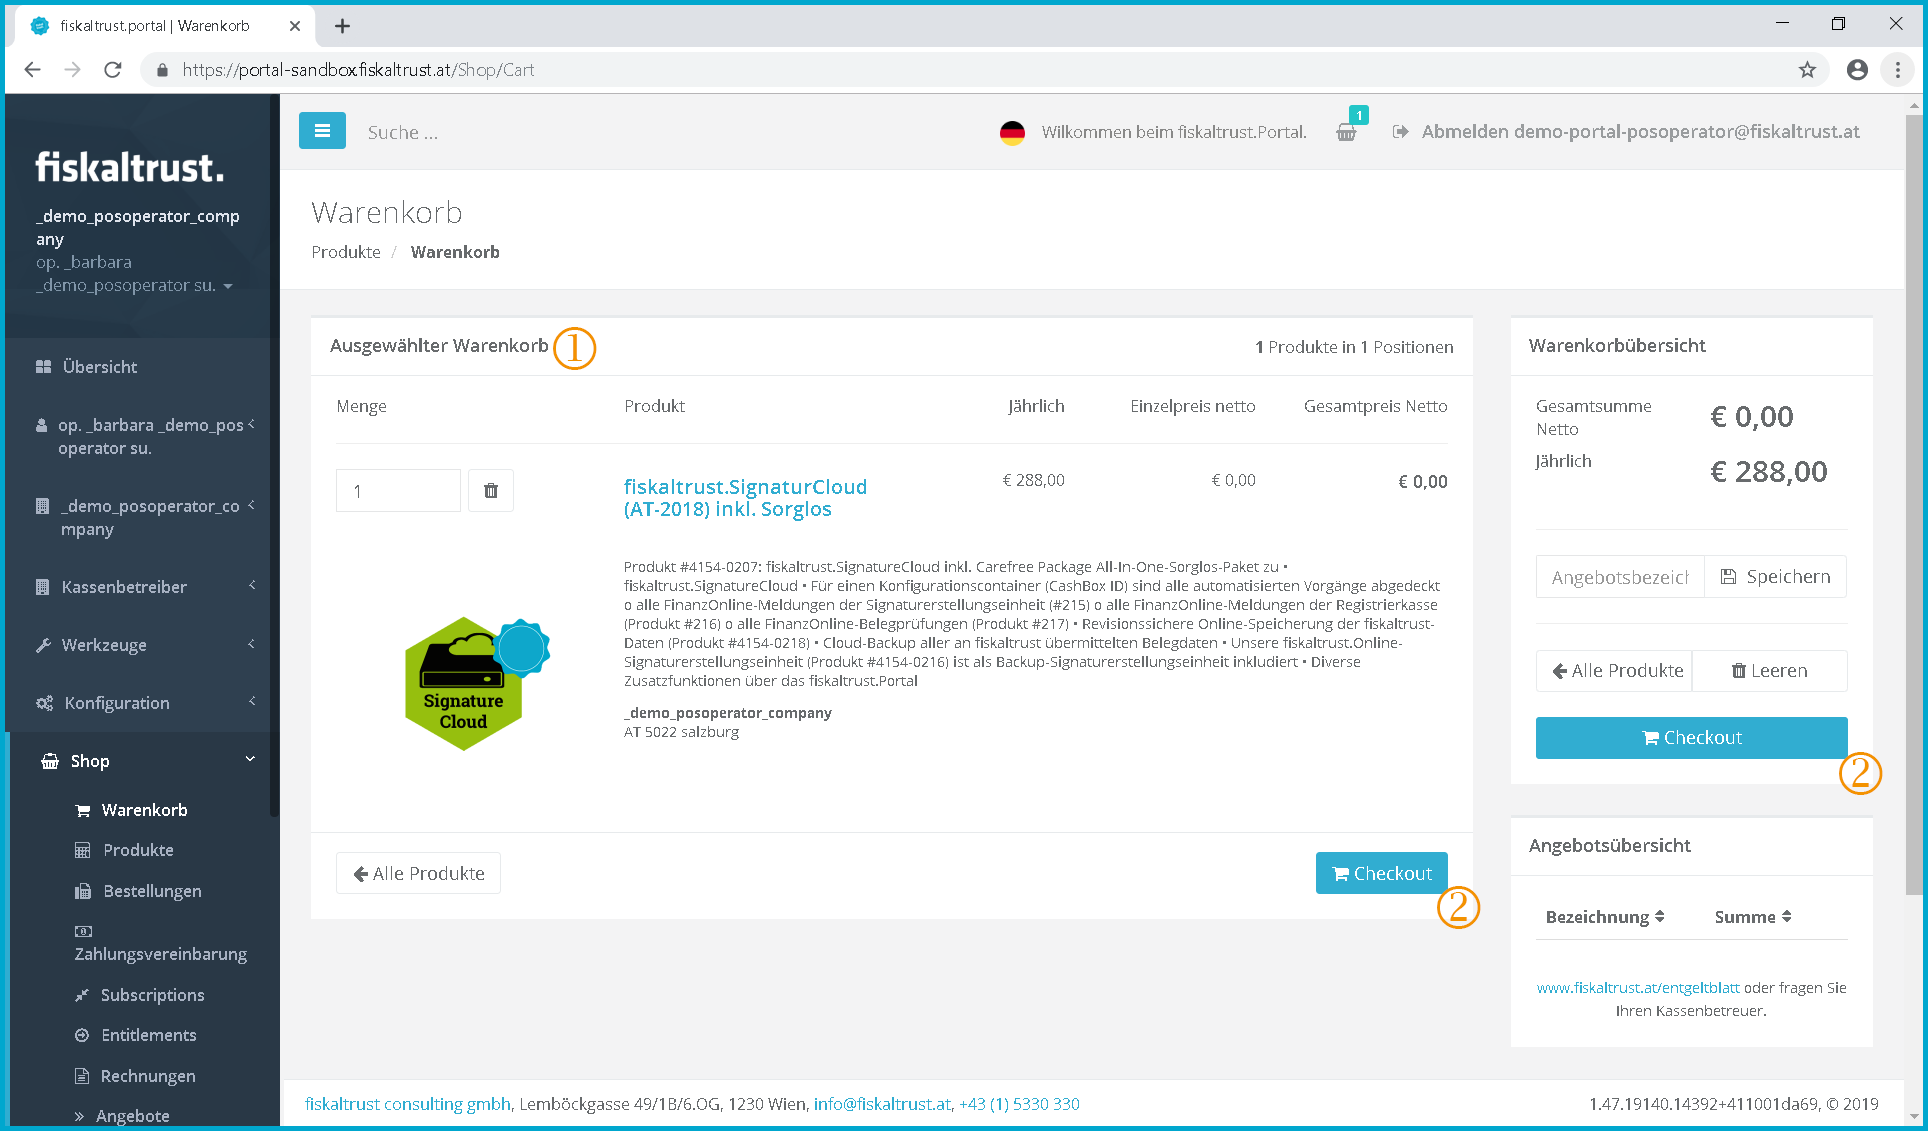 fiskaltrust.portal | Warenkorb
https://portal-sandbox.fiskaltrust.at/Shop/Cart
fiskaltrust.
_demo_posoperator_comp
any
op. _barbara
_demo_posoperator su.
Übersicht
op. _barbara _demo_pos
operator su.
_demo_posoperator_co
mpany
Kassenbetreiber
Werkzeuge
Konfiguration
Shop
Warenkorb
Produkte
Bestellungen
Zahlungsvereinbarung
Subscriptions
Entitlements
Rechnungen
Angebote
Suche ...
Wilkommen beim fiskaltrust.Portal.
1
Abmelden demo-portal-posoperator@fiskaltrust.at
Warenkorb
Produkte / Warenkorb
Ausgewählter Warenkorb
1
1 Produkte in 1 Positionen
Menge Produkt Jährlich Einzelpreis netto Gesamtpreis Netto
1
fiskaltrust.SignaturCloud
(AT-2018) inkl. Sorglos
€ 288,00 € 0,00 € 0,00
Produkt #4154-0207: fiskaltrust.SignatureCloud inkl. Carefree Package All-In-One-Sorglos-Paket zu •
fiskaltrust.SignatureCloud • Für einen Konfigurationscontainer (CashBox ID) sind alle automatisierten Vorgänge abgedeckt
o alle FinanzOnline-Meldungen der Signaturerstellungseinheit (#215) o alle FinanzOnline-Meldungen der Registrierkasse
(Produkt #216) o alle FinanzOnline-Belegprüfungen (Produkt #217) • Revisionssichere Online-Speicherung der fiskaltrust-
Daten (Produkt #4154-0218) • Cloud-Backup aller an fiskaltrust übermittelten Belegdaten • Unsere fiskaltrust.Online-
Signaturerstellungseinheit (Produkt #4154-0216) ist als Backup-Signaturerstellungseinheit inkludiert • Diverse
Zusatzfunktionen über das fiskaltrust.Portal
_demo_posoperator_company
AT 5022 salzburg
Signature
Cloud
Alle Produkte
Checkout
2
Warenkorbübersicht
Gesamtsumme
Netto
€ 0,00
Jährlich
€ 288,00
Angebotsbezeich
Speichern
Alle Produkte
Leeren
Checkout
2
Angebotsübersicht
Bezeichnung Summe
www.fiskaltrust.at/entgeltblatt oder fragen Sie
Ihren Kassenbetreuer.
fiskaltrust consulting gmbh, Lemböckgasse 49/1B/6.OG, 1230 Wien, info@fiskaltrust.at, +43 (1) 5330 330
1.47.19140.14392+411001da69, © 2019